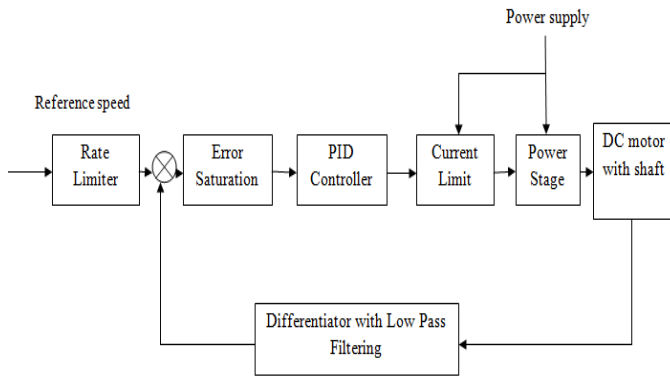 Power supply
Reference speed
Rate
Limiter
Error
Saturation
PID
Controller
Current
Limit
Power
Stage
DC motor
with shaft
Differentiator with Low Pass
Filtering